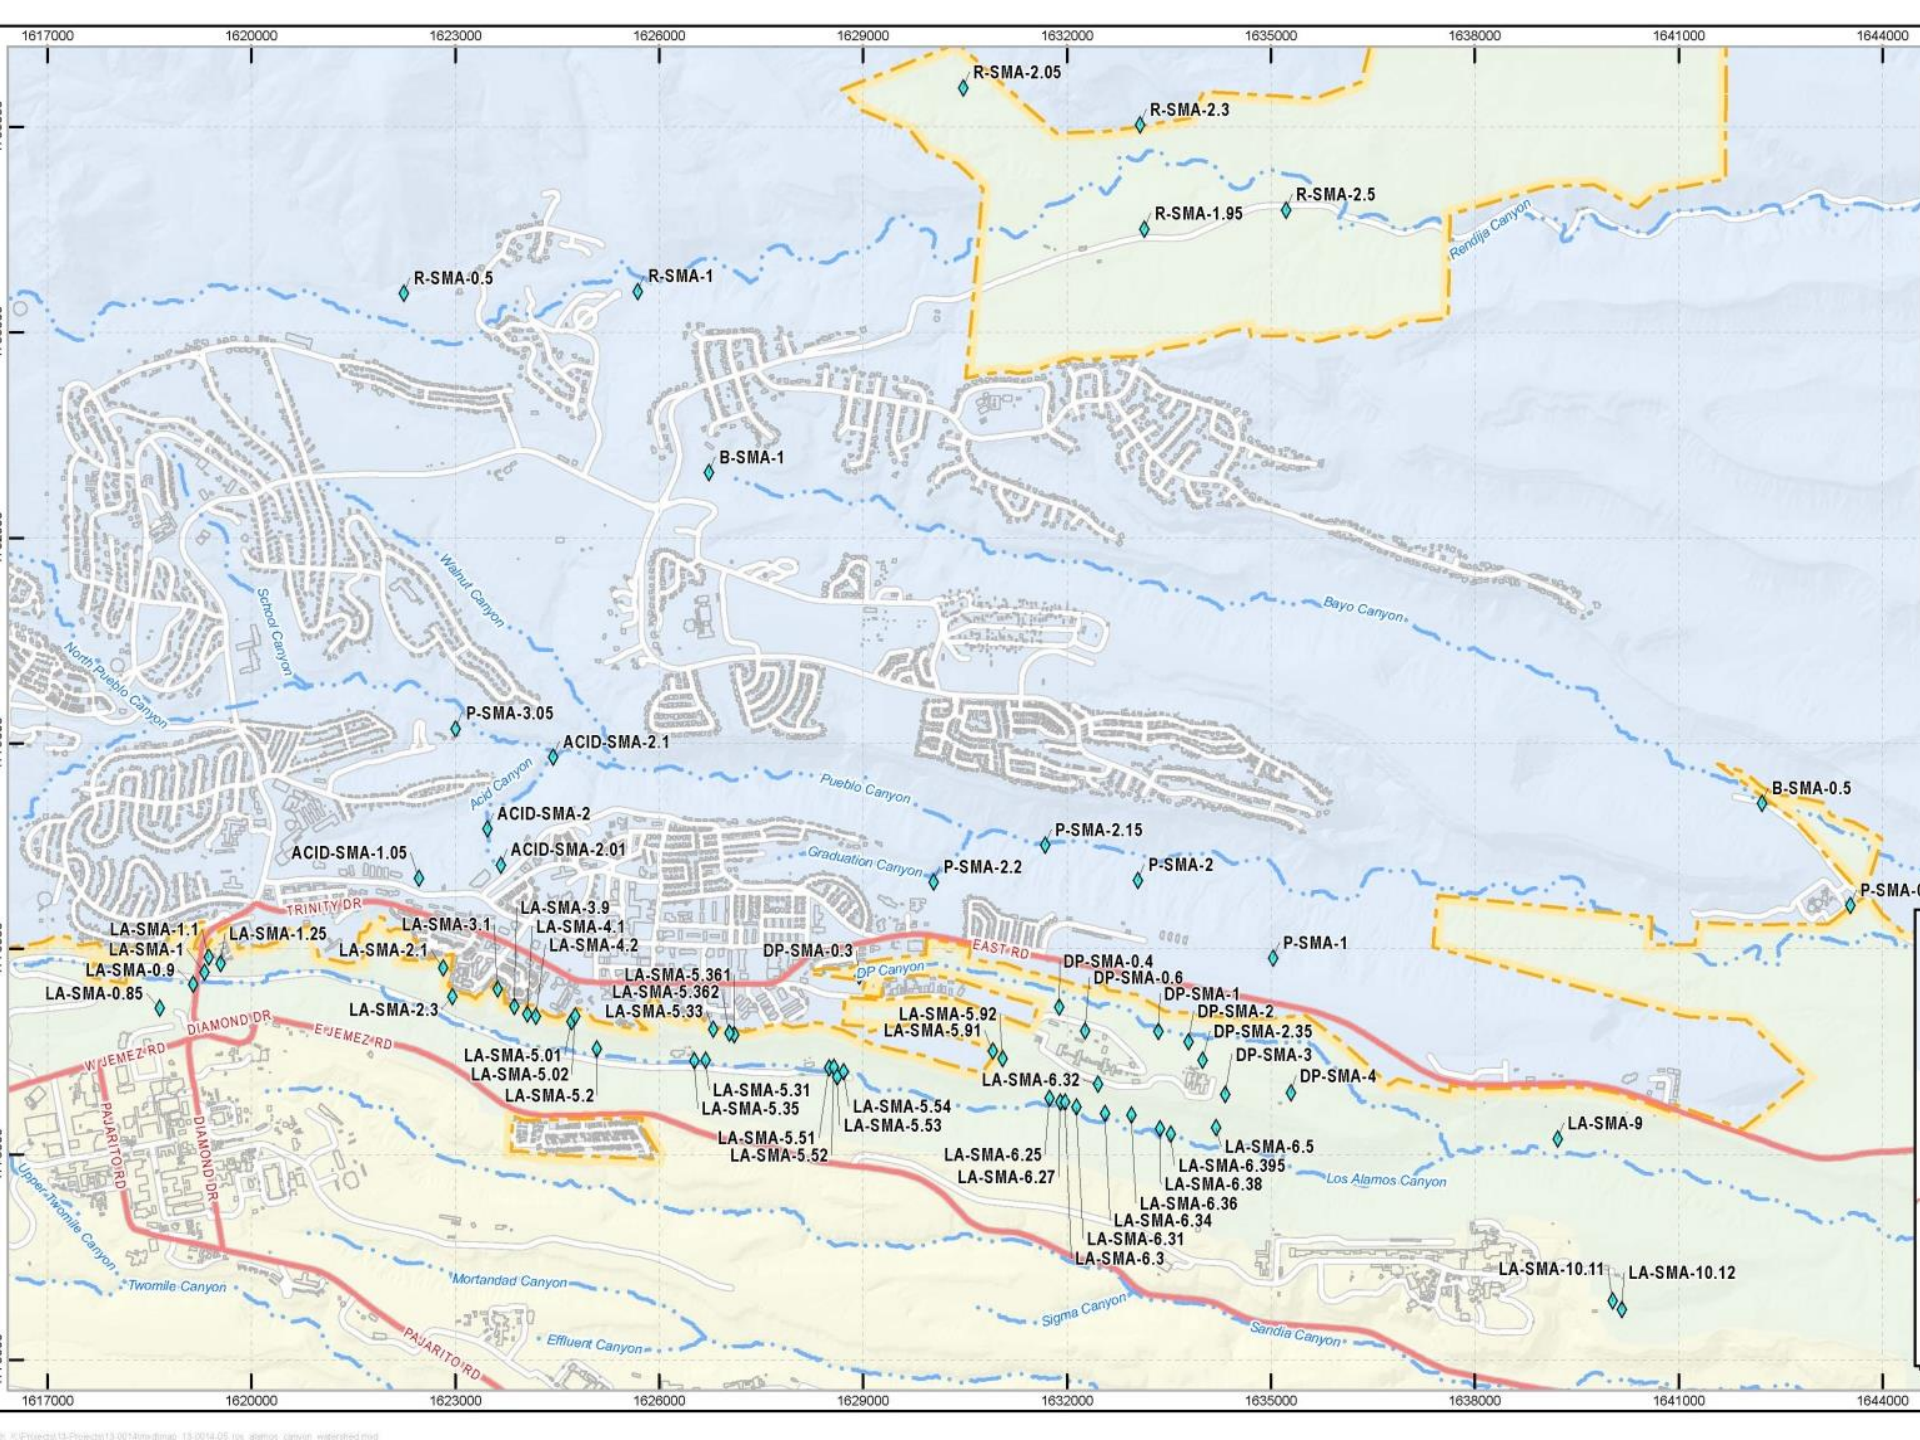 1617000 1620000 1623000 1626000 1629000 1632000 1635000 1638000 1641000 1644000
R-SMA-2.05
R-SMA-2.3
R-SMA-2.5
R-SMA-1.95
Rendija Canyon
R-SMA-0.5
R-SMA-1
B-SMA-1
Walnut Canyon
School Canyon
Bayo Canyon
North Pueblo Canyon
P-SMA-3.05
ACID-SMA-2.1
Acid Canyon
Pueblo Canyon
B-SMA-0.5
ACID-SMA-2
P-SMA-2.15
ACID-SMA-2.01
ACID-SMA-1.05
Graduation Canyon
P-SMA-2.2
P-SMA-2
TRINITY DR
LA-SMA-3.9
LA-SMA-3.1
LA-SMA-4.1
LA-SMA-1.1
LA-SMA-1.25
LA-SMA-4.2
LA-SMA-1
LA-SMA-2.1
DP-SMA-0.3
EAST RD
P-SMA-1
LA-SMA-0.9
LA-SMA-5.361
DP Canyon
DP-SMA-0.4
LA-SMA-5.362
DP-SMA-0.6
LA-SMA-0.85
LA-SMA-2.3
LA-SMA-5.33
DP-SMA-1
LA-SMA-5.92
DP-SMA-2
DIAMOND DR
LA-SMA-5.91
DP-SMA-2.35
E JEMEZ RD
W JEMEZ RD
LA-SMA-5.01
DP-SMA-3
LA-SMA-5.02
LA-SMA-6.32
DP-SMA-4
LA-SMA-5.2
LA-SMA-5.31
LA-SMA-5.35
LA-SMA-5.54
LA-SMA-5.53
LA-SMA-9
LA-SMA-5.51
LA-SMA-5.52
LA-SMA-6.5
PAJARITO RD
DIAMOND DR
LA-SMA-6.25
LA-SMA-6.395
LA-SMA-6.27
LA-SMA-6.38
Los Alamos Canyon
LA-SMA-6.36
Upper Twomile Canyon
LA-SMA-6.34
LA-SMA-6.31
LA-SMA-6.3
LA-SMA-10.11
LA-SMA-10.12
Twomile Canyon
Mortandad Canyon
Sigma Canyon
Sandia Canyon
PAJARITO RD
Effluent Canyon
1617000 1620000 1623000 1626000 1629000 1632000 1635000 1638000 1641000 1644000